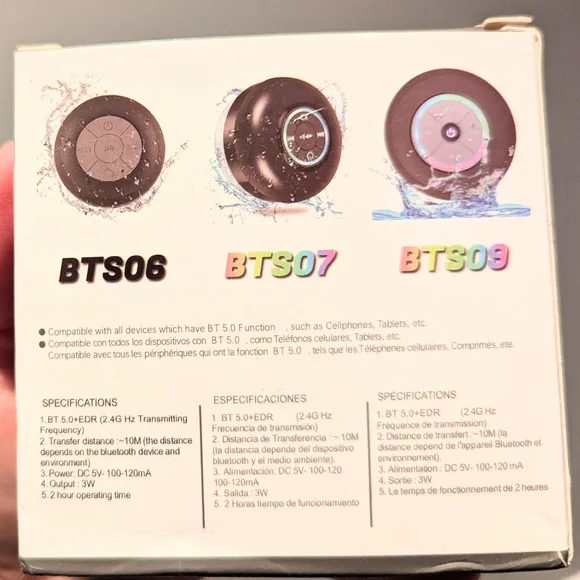 BTS06
BTS07
BTS09
● Compatible with all devices which have BT 5.0 Function , such as Cellphones, Tablets, etc.
● Compatible con todos los dispositivos con BT 5.0 , como Teléfonos celulares, Tablets, etc.
Compatible avec tous les périphériques qui ont la fonction BT 5.0 , tels que les Téléphenes cellulaires, Comprimés, ete.
SPECIFICATIONS
1.BT 5.0+EDR (2.4G Hz Transmitting
Frequency)
2. Transfer distance :~10M (the distance
depends on the bluetooth device and
environment)
3.Power: DC 5V- 100-120mA
4.Output : 3W
5. 2 hour operating time
ESPECIFICACIONES
1. BT 5.0+EDR (2.4G Hz
Frecuencia de transmisión)
2. Distancia de Transferencia : ~ 10M
(la distancia depende del dispositivo
bluetooth y el medio ambiente).
3. Alimentación: DC 5V- 100-120
100-120mA
4. Salida : 3W
5. 2 Horas tiempo de funcionamiento
SPÉCIFICATIONS
1. BT 5.0+EDR (2.4G Hz
Fréquence de transmission)
2. Distance de transfert :~10M (la
distance depend de l'appareil Bluetooth et
environnement).
3. Alimentation : DC 5V- 100-120 mA
4. Sortie : 3W
5. Le temps de fonctionnement de 2 heures